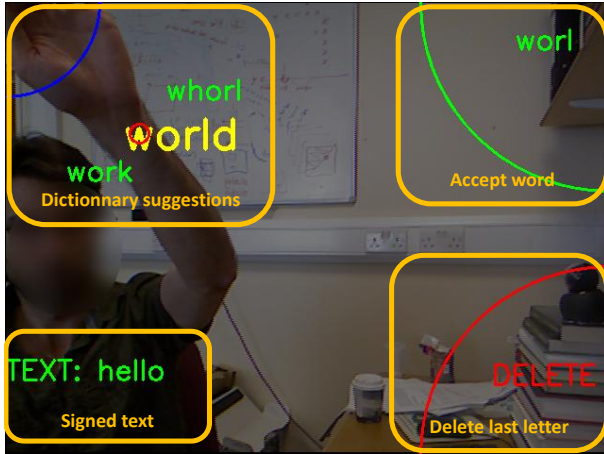 worl
whorl
world
work
Dictionnary suggestions
Accept word
TEXT: hello
Signed text
DELETE
Delete last letter